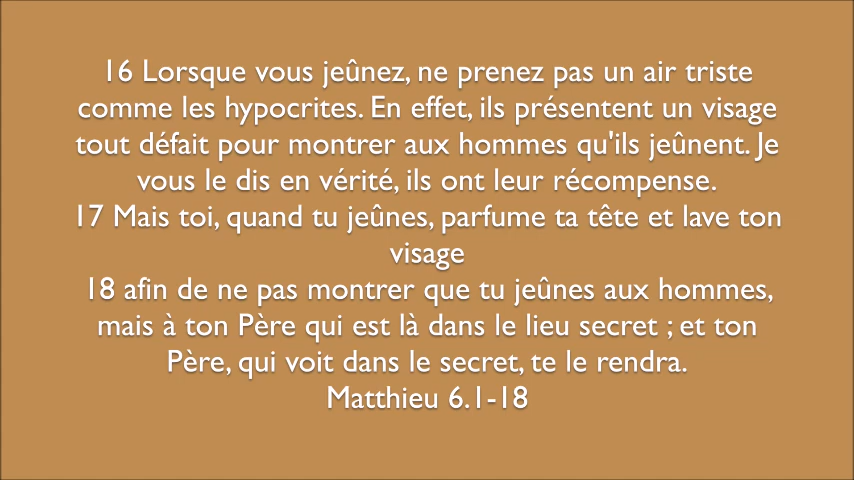 16 Lorsque vous jeûnez, ne prenez pas un air triste
comme les hypocrites. En effet, ils présentent un visage
tout défait pour montrer aux hommes qu'ils jeûnent. Je
vous le dis en vérité, ils ont leur récompense.
17 Mais toi, quand tu jeûnes, parfume ta tête et lave ton
visage
18 afin de ne pas montrer que tu jeûnes aux hommes,
mais à ton Père qui est là dans le lieu secret ; et ton
Père, qui voit dans le secret, te le rendra.
Matthieu 6.1-18